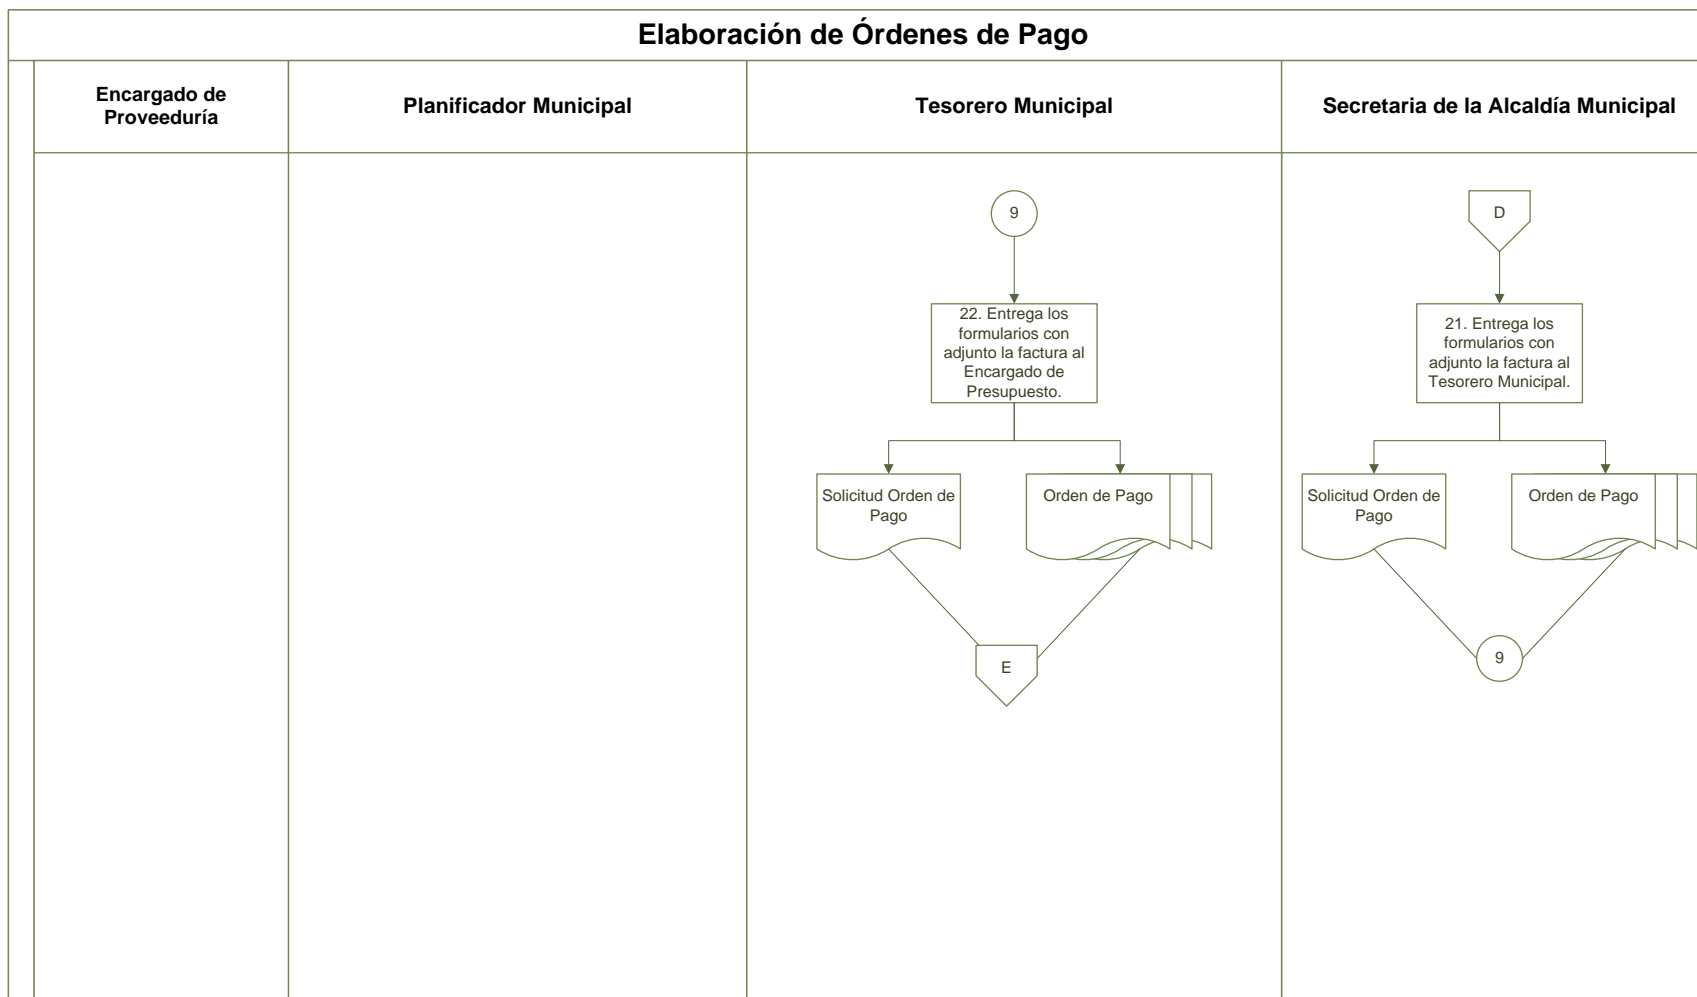 Elaboración de Órdenes de Pago
Encargado de
Proveeduría
Planificador Municipal
Tesorero Municipal
Secretaria de la Alcaldía Municipal
9
22. Entrega los
formularios con
adjunto la factura al
Encargado de
Presupuesto.
Solicitud Orden de
Pago
Orden de Pago
E
D
21. Entrega los
formularios con
adjunto la factura al
Tesorero Municipal.
Solicitud Orden de
Pago
Orden de Pago
9